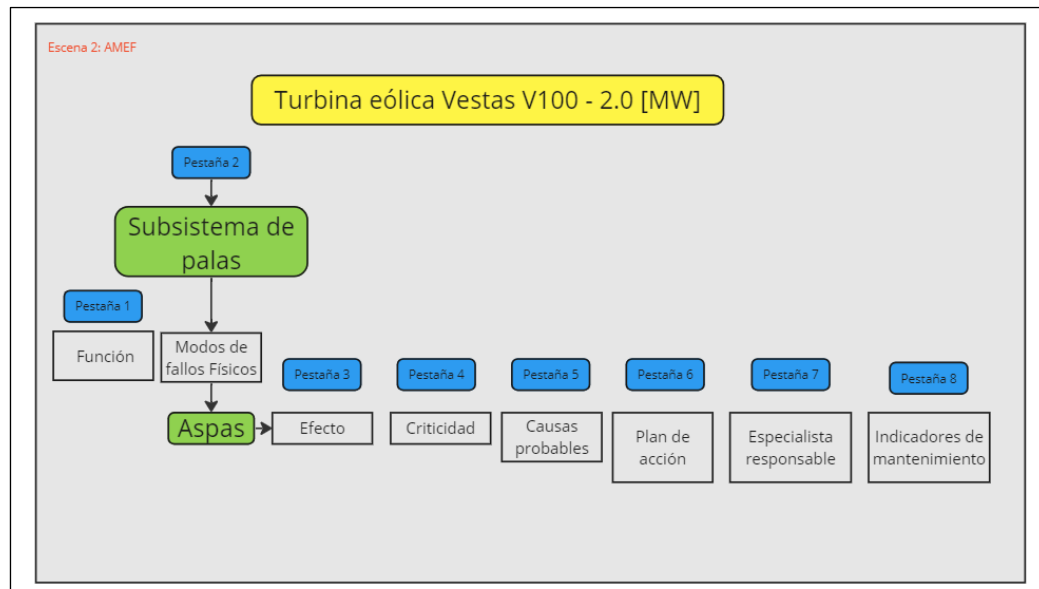 Escena 2: AMEF
Turbina eólica Vestas V100 - 2.0 [MW]
Pestaña 2
Subsistema de
palas
Pestaña 1
Función
Modos de
fallos Físicos
Pestaña 3
Pestaña 4
Pestaña 5
Pestaña 6
Pestaña 7
Pestaña 8
Aspas
Efecto
Criticidad
Causas
probables
Plan de
acción
Especialista
responsable
Indicadores de
mantenimiento